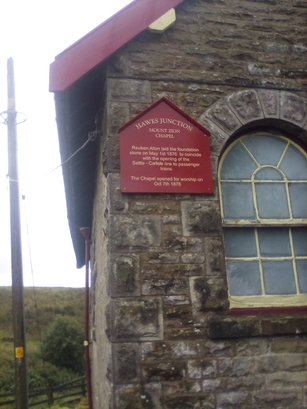 HAWES JUNCTION
MOUNT ZION
CHAPEL
Reuben Alton laid the foundation
stone on May 1st 1876 to coincide
with the opening of the
Settle - Carlisle line to passenger
trains.
The Chapel opened for worship on
Oct 7th 1876